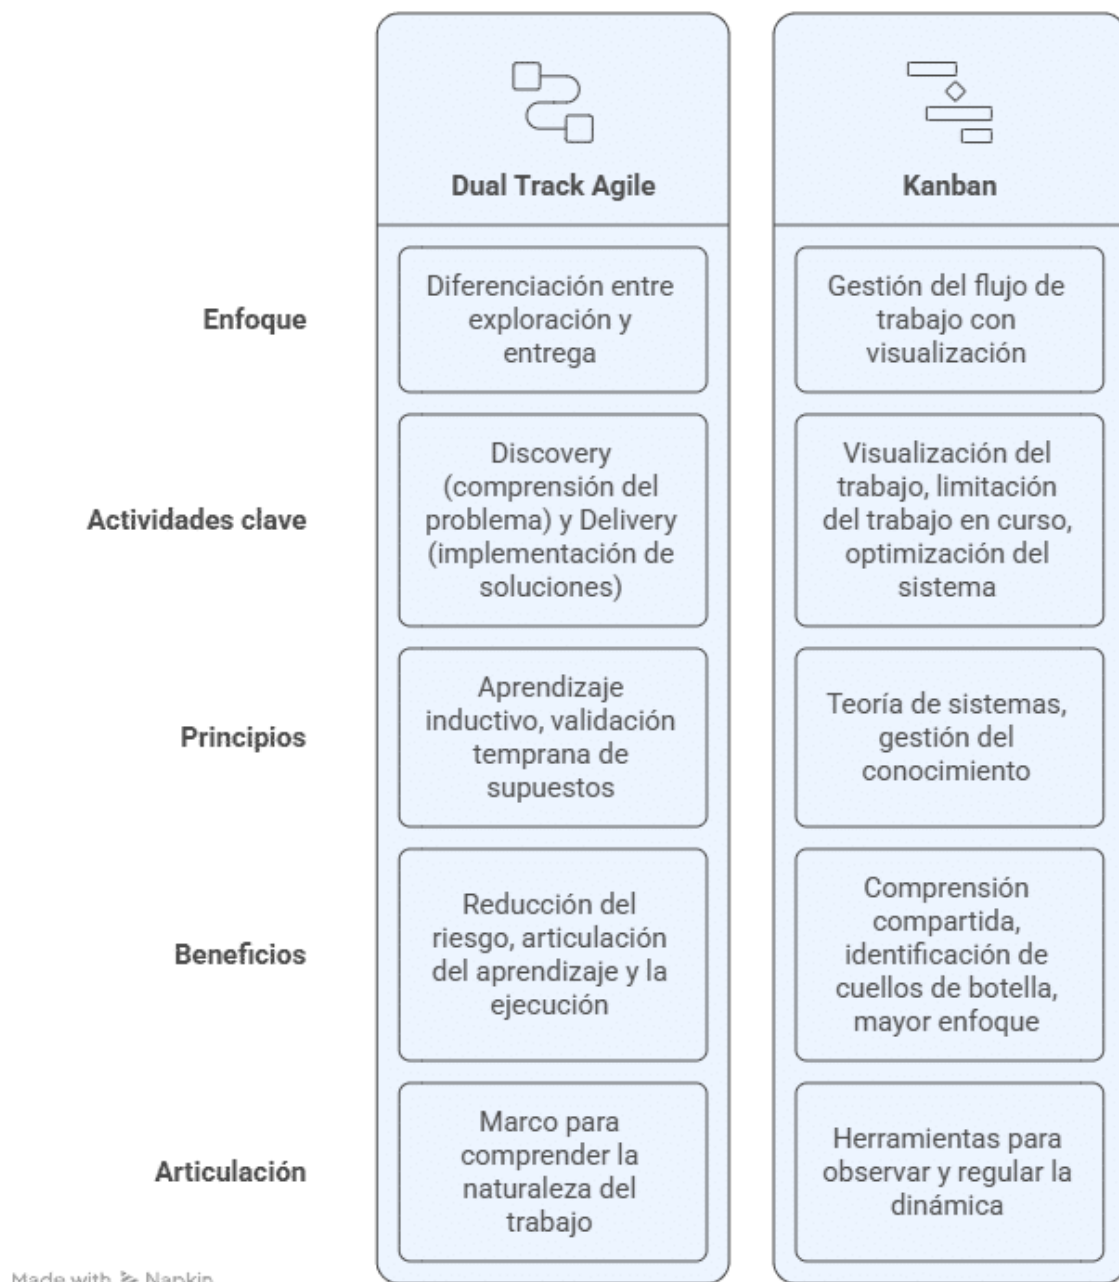 Dual Track Agile
Kanban
Enfoque
Diferenciación entre
exploración y
entrega
Gestión del flujo de
trabajo con
visualización
Actividades clave
Discovery
(comprensión del
problema) y Delivery
(implementación de
soluciones)
Visualización del
trabajo, limitación
del trabajo en curso,
optimización del
sistema
Principios
Aprendizaje
inductivo, validación
temprana de
supuestos
Teoría de sistemas,
gestión del
conocimiento
Beneficios
Reducción del
riesgo, articulación
del aprendizaje y la
ejecución
Comprensión
compartida,
identificación de
cuellos de botella,
mayor enfoque
Articulación
Marco para
comprender la
naturaleza del
trabajo
Herramientas para
observar y regular la
dinámica
Made with Napkin